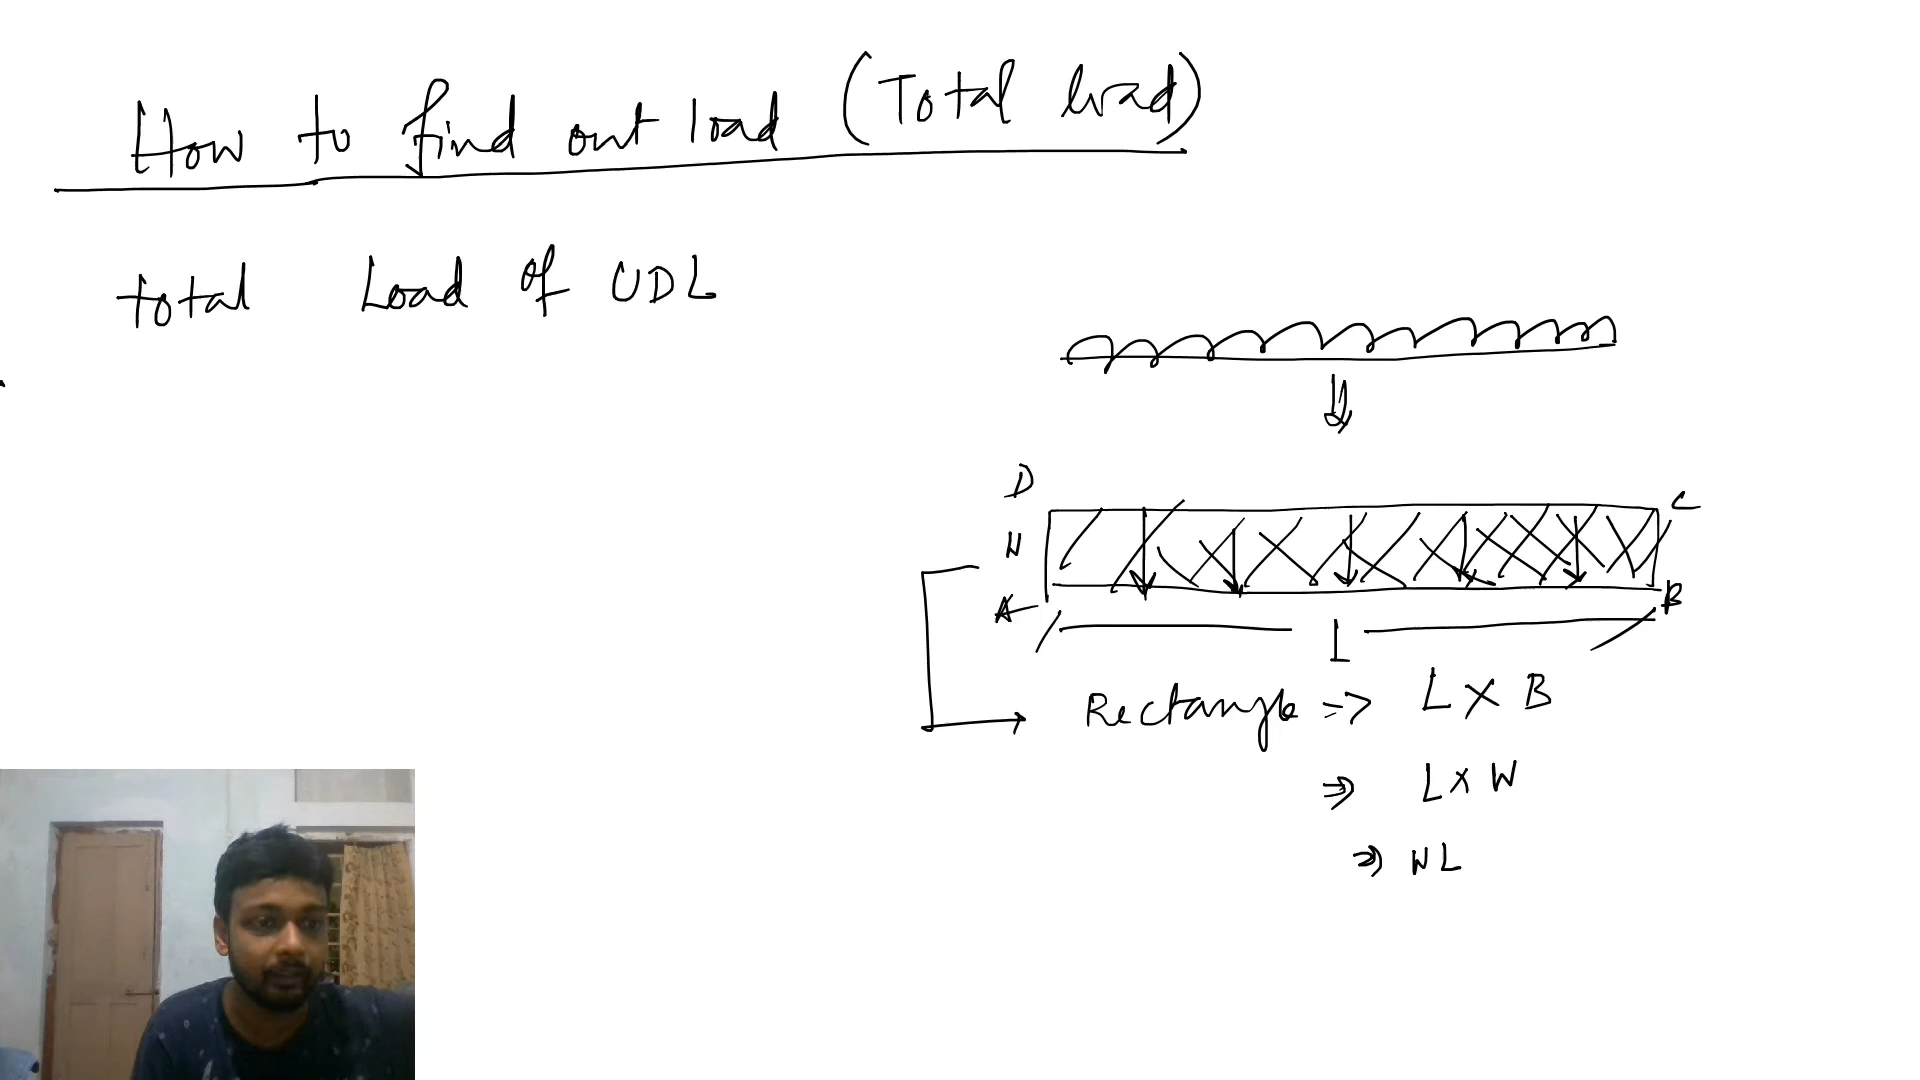 How to find out load (Total load)
total Load of UDL
D
C
W
A
B
L
Rectangle => L X B
=> L X W
=> WL